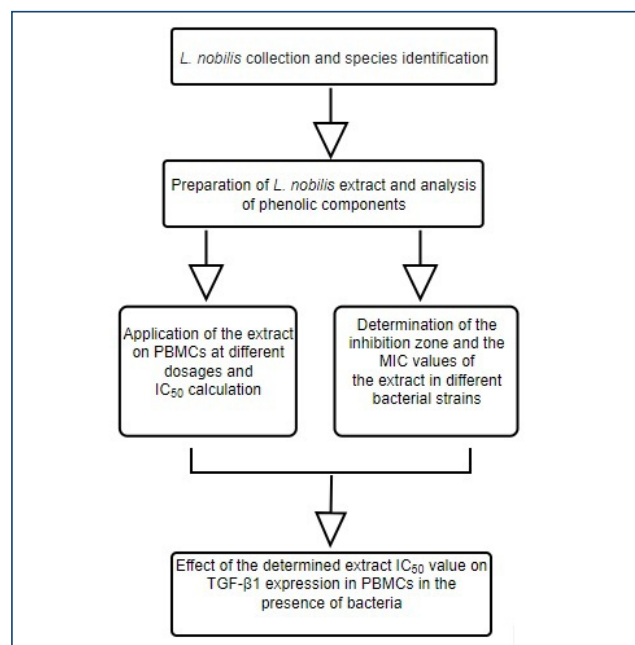 L. nobilis collection and species identification
Preparation of L. nobilis extract and analysis
of phenolic components
Application of the extract
on PBMCs at different
dosages and
IC50 calculation
Determination of the
inhibition zone and the
MIC values of
the extract in different
bacterial strains
Effect of the determined extract IC50 value on
TGF-β1 expression in PBMCs in the
presence of bacteria